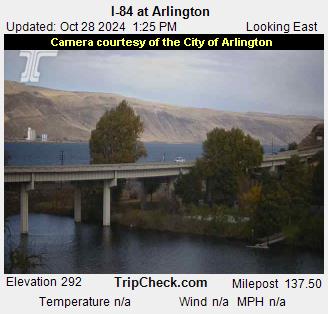 I-84 at Arlington
Updated: Oct 28 2024 1:25 PM Looking East
Camera courtesy of the City of Arlington
Elevation 292 TripCheck.com Milepost 137.50
Temperature n/a Wind n/a MPH n/a